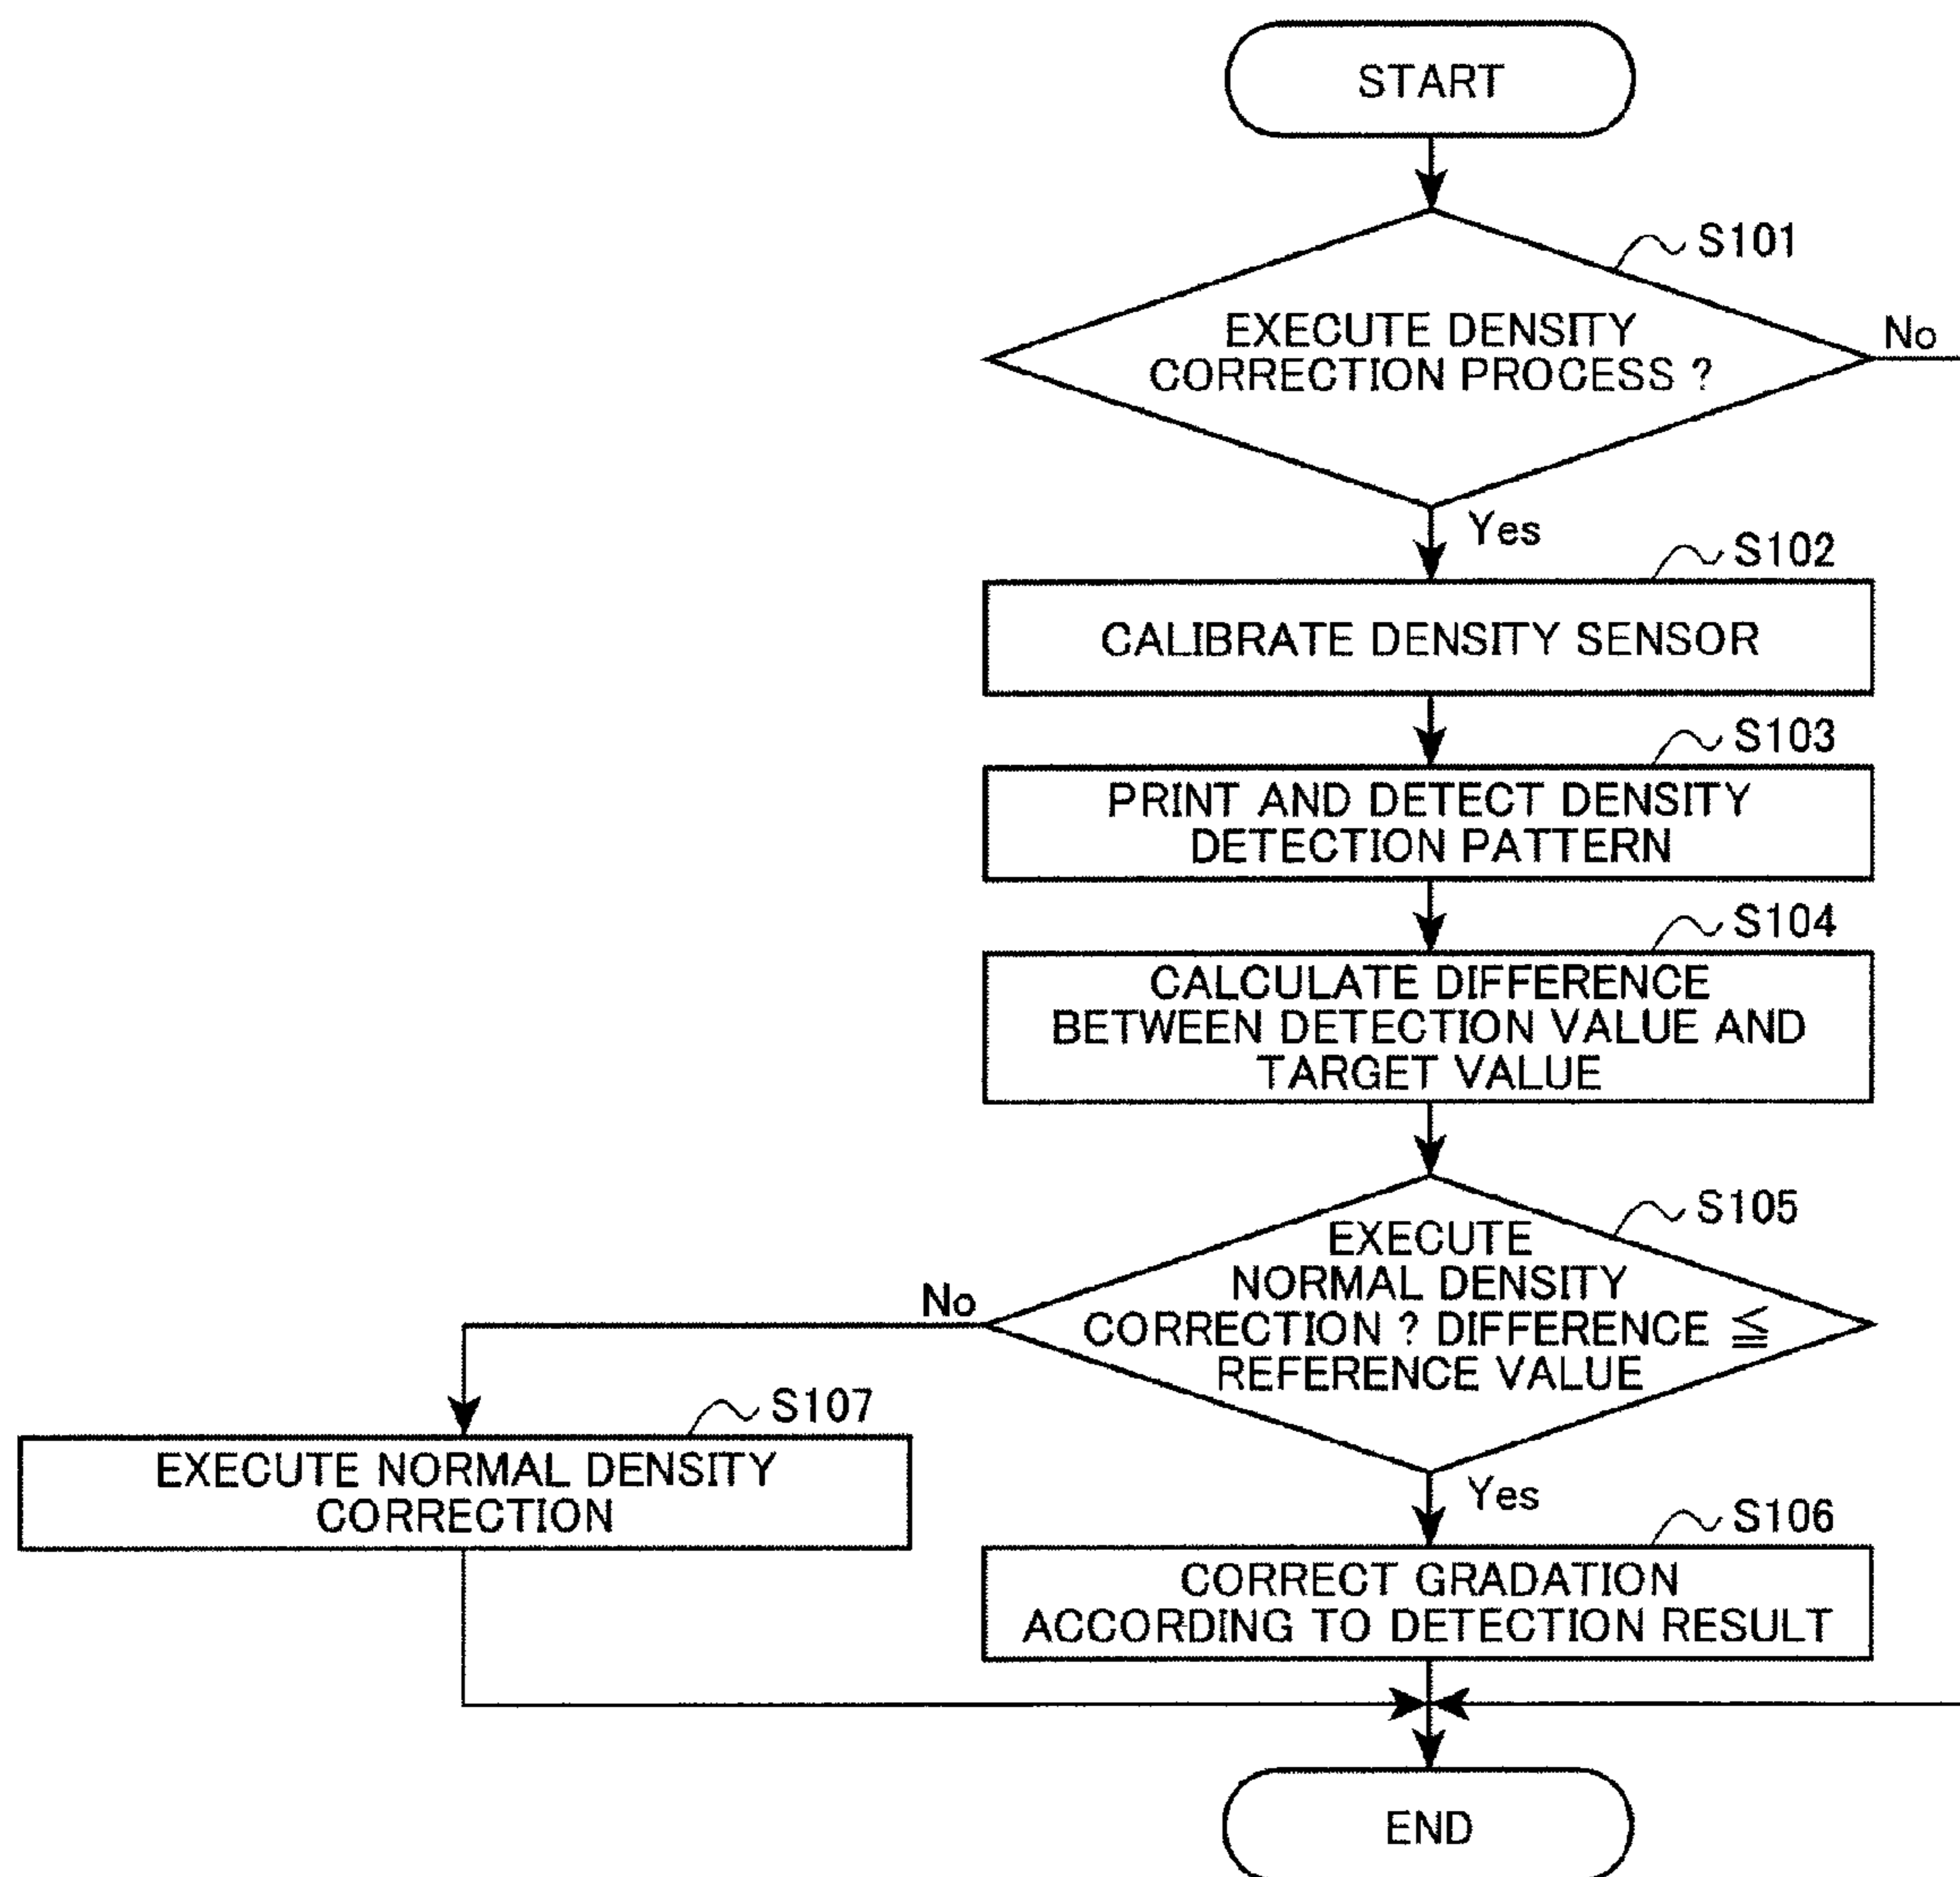 START
S101
EXECUTE DENSITY
CORRECTION PROCESS ?
No
Yes
S102
CALIBRATE DENSITY SENSOR
S103
PRINT AND DETECT DENSITY
DETECTION PATTERN
S104
CALCULATE DIFFERENCE
BETWEEN DETECTION VALUE AND
TARGET VALUE
S105
EXECUTE
NORMAL DENSITY
CORRECTION ? DIFFERENCE ≦
REFERENCE VALUE
No
S107
EXECUTE NORMAL DENSITY
CORRECTION
Yes
S106
CORRECT GRADATION
ACCORDING TO DETECTION RESULT
END